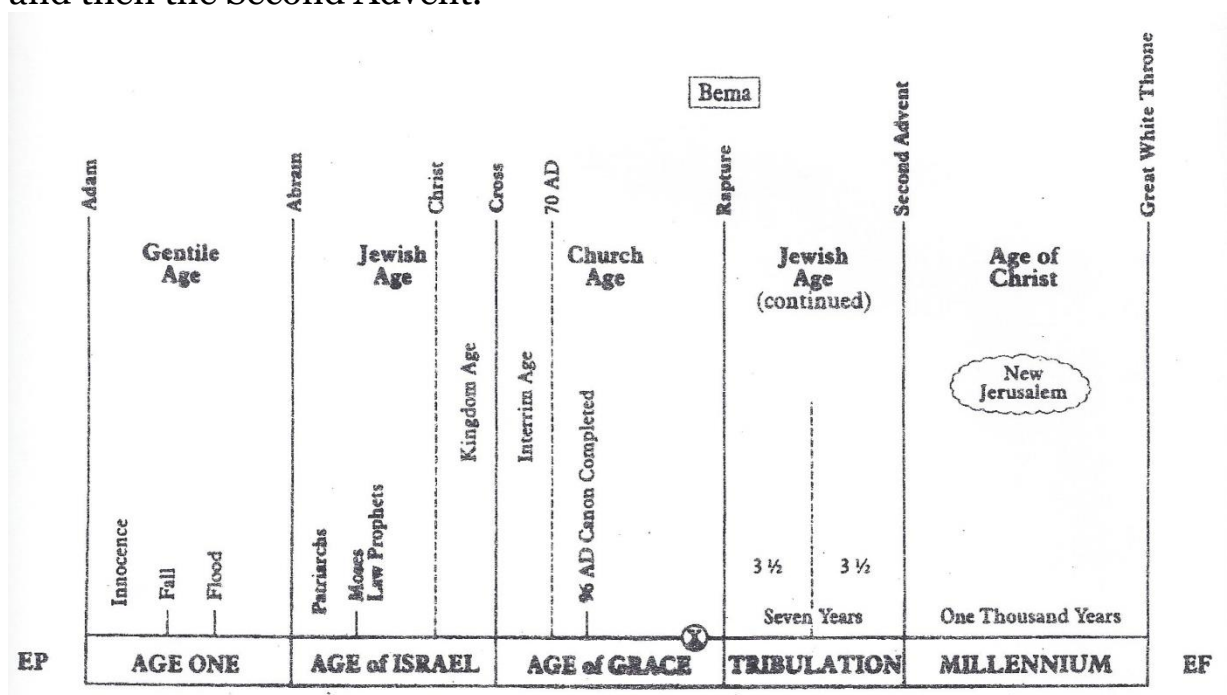 and then the Second Advent.
Bema
Adam
Abram
Christ
Cross
70 AD
Rapture
Second Advent
Great White Throne
Gentile
Age
Jewish
Age
Church
Age
Jewish
Age
(continued)
Age of
Christ
Kingdom Age
Interrim Age
New
Jerusalem
Innocence
Fall
Flood
Patriarchs
Moses
Law Prophets
96 AD Canon Completed
3 ½
3 ½
Seven Years
One Thousand Years
X
EP
AGE ONE
AGE of ISRAEL
AGE of GRACE
TRIBULATION
MILLENNIUM
EF